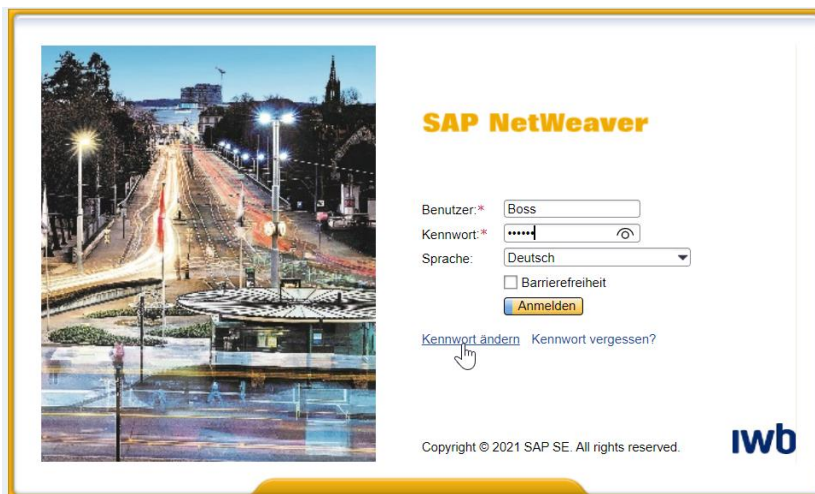 SAP NetWeaver
Benutzer:* Boss
Kennwort:* ••••••
Sprache: Deutsch
Barrierefreiheit
Anmelden
Kennwort ändern Kennwort vergessen?
Copyright © 2021 SAP SE. All rights reserved.
ıwb